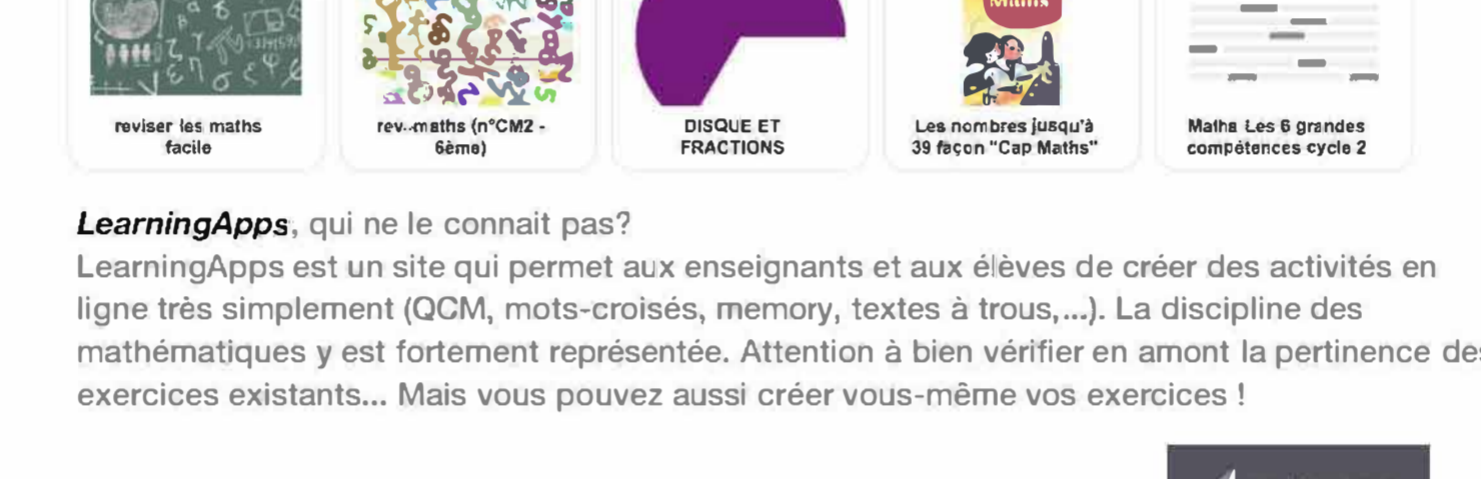 reviser les maths
facile
rev..maths (n°CM2 -
6ème)
DISQUE ET
FRACTIONS
Les nombres jusqu'à
39 façon "Cap Maths"
Maths Les 6 grandes
compétences cycle 2
LearningApps, qui ne le connait pas?
LearningApps est un site qui permet aux enseignants et aux élèves de créer des activités en
ligne très simplement (QCM, mots-croisés, memory, textes à trous,...). La discipline des
mathématiques y est fortement représentée. Attention à bien vérifier en amont la pertinence des
exercices existants... Mais vous pouvez aussi créer vous-même vos exercices !